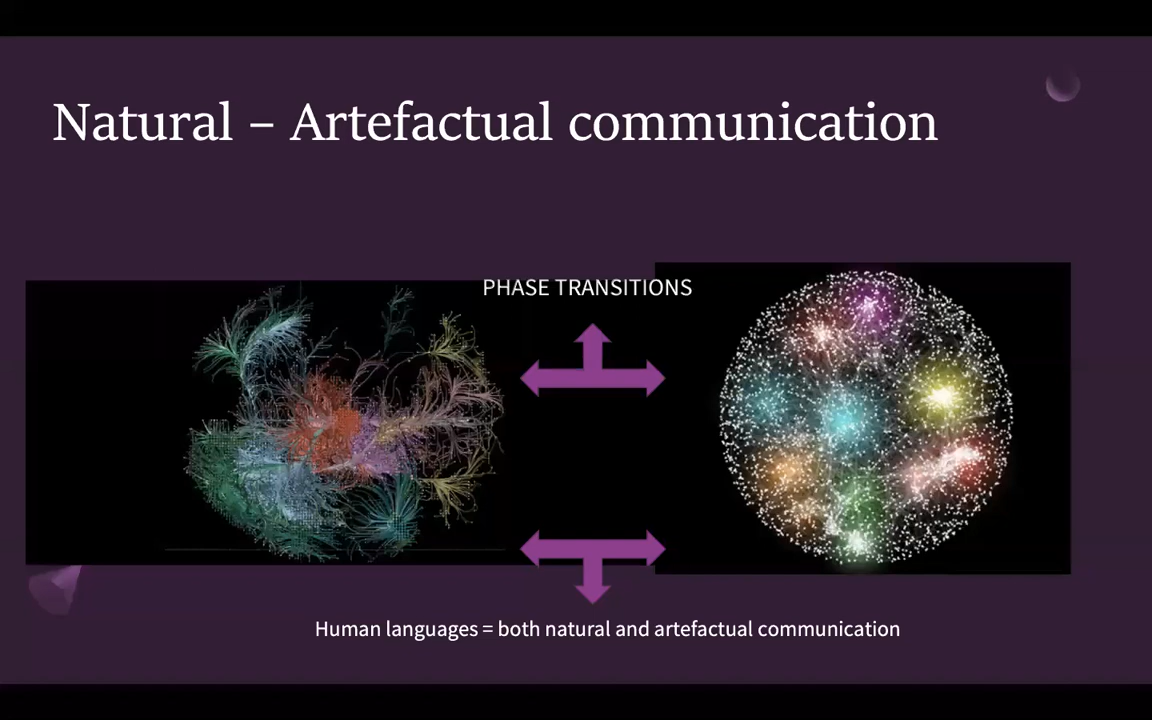 Natural – Artefactual communication
PHASE TRANSITIONS
Human languages = both natural and artefactual communication